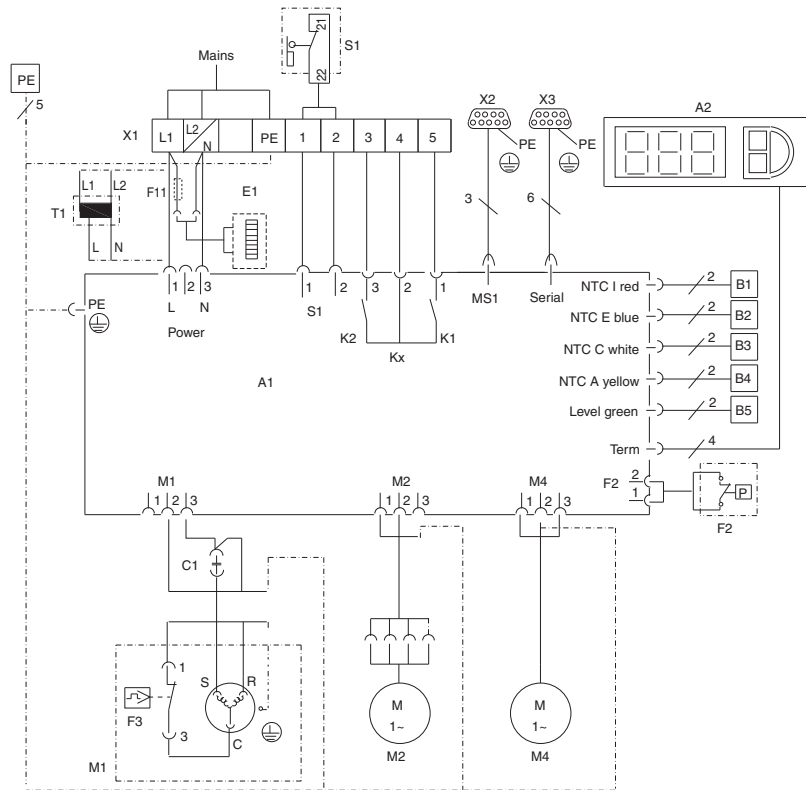 21
S1
22
Mains
PE
5
X1
L1
L2
N
PE
1
2
3
4
5
X2
PE
3
X3
PE
6
A2
L1
L2
T1
L
N
F11
E1
PE
1
2
3
L
N
Power
1
2
S1
3
2
1
K2
K1
Kx
MS1
Serial
A1
NTC I red
2
B1
NTC E blue
2
B2
NTC C white
2
B3
NTC A yellow
2
B4
Level green
2
B5
Term
4
F2
2
1
P
F2
M1
1
2
3
M2
1
2
3
M4
1
2
3
C1
1
S
R
F3
3
C
M1
M
1~
M2
M
1~
M4